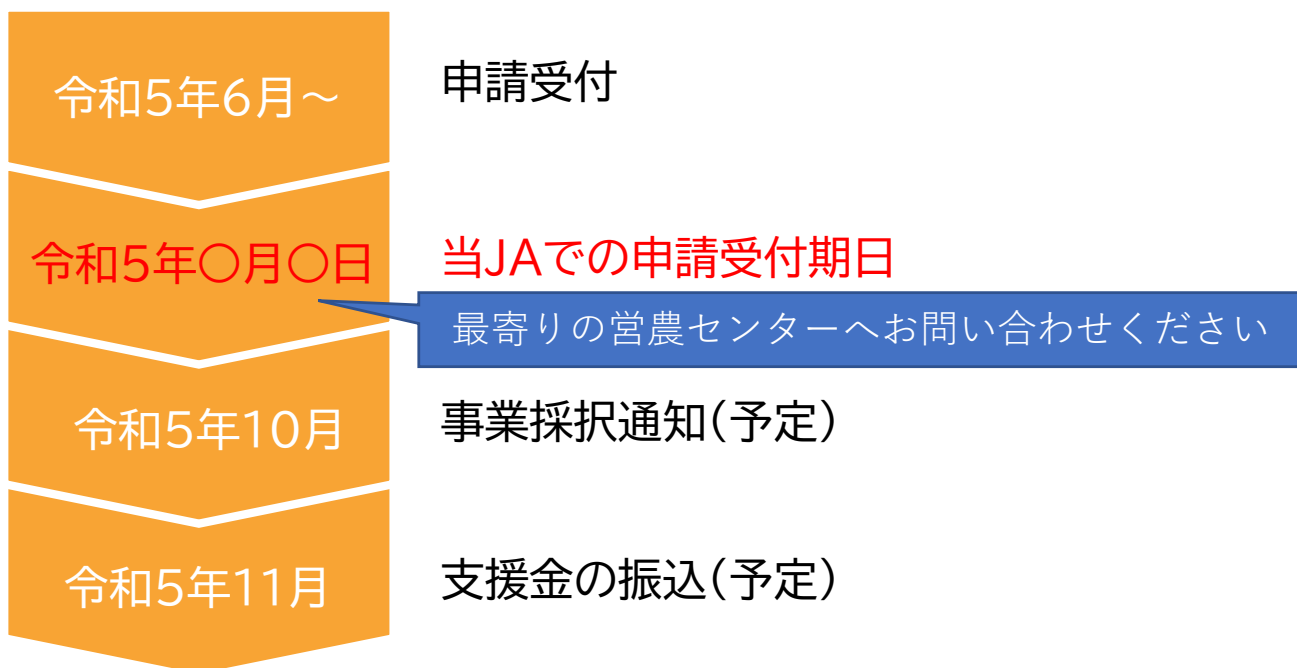 令和5年6月～
申請受付
令和5年〇月〇日
当JAでの申請受付期日
最寄りの営農センターへお問い合わせください
令和5年10月
事業採択通知(予定)
令和5年11月
支援金の振込(予定)